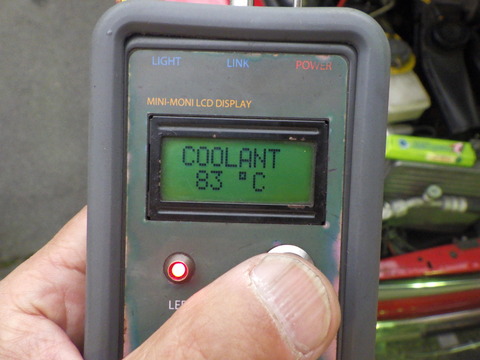 LIGHT LINK POWER
MINI-MONI LCD DISPLAY
COOLANT
83 °C